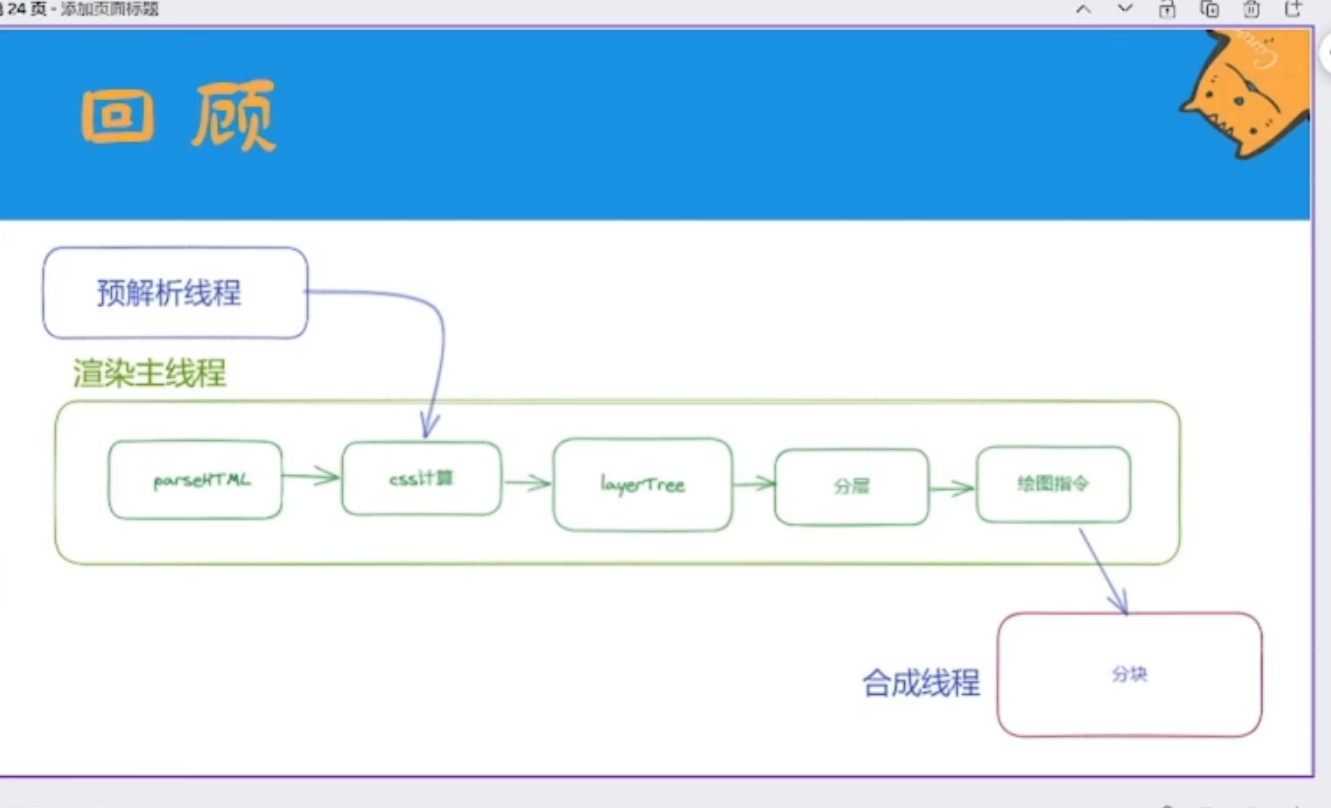 24 页 - 添加页面标题
回 顾
预解析线程
渲染主线程
parseHTML
css计算
layerTree
分层
绘图指令
合成线程
分块